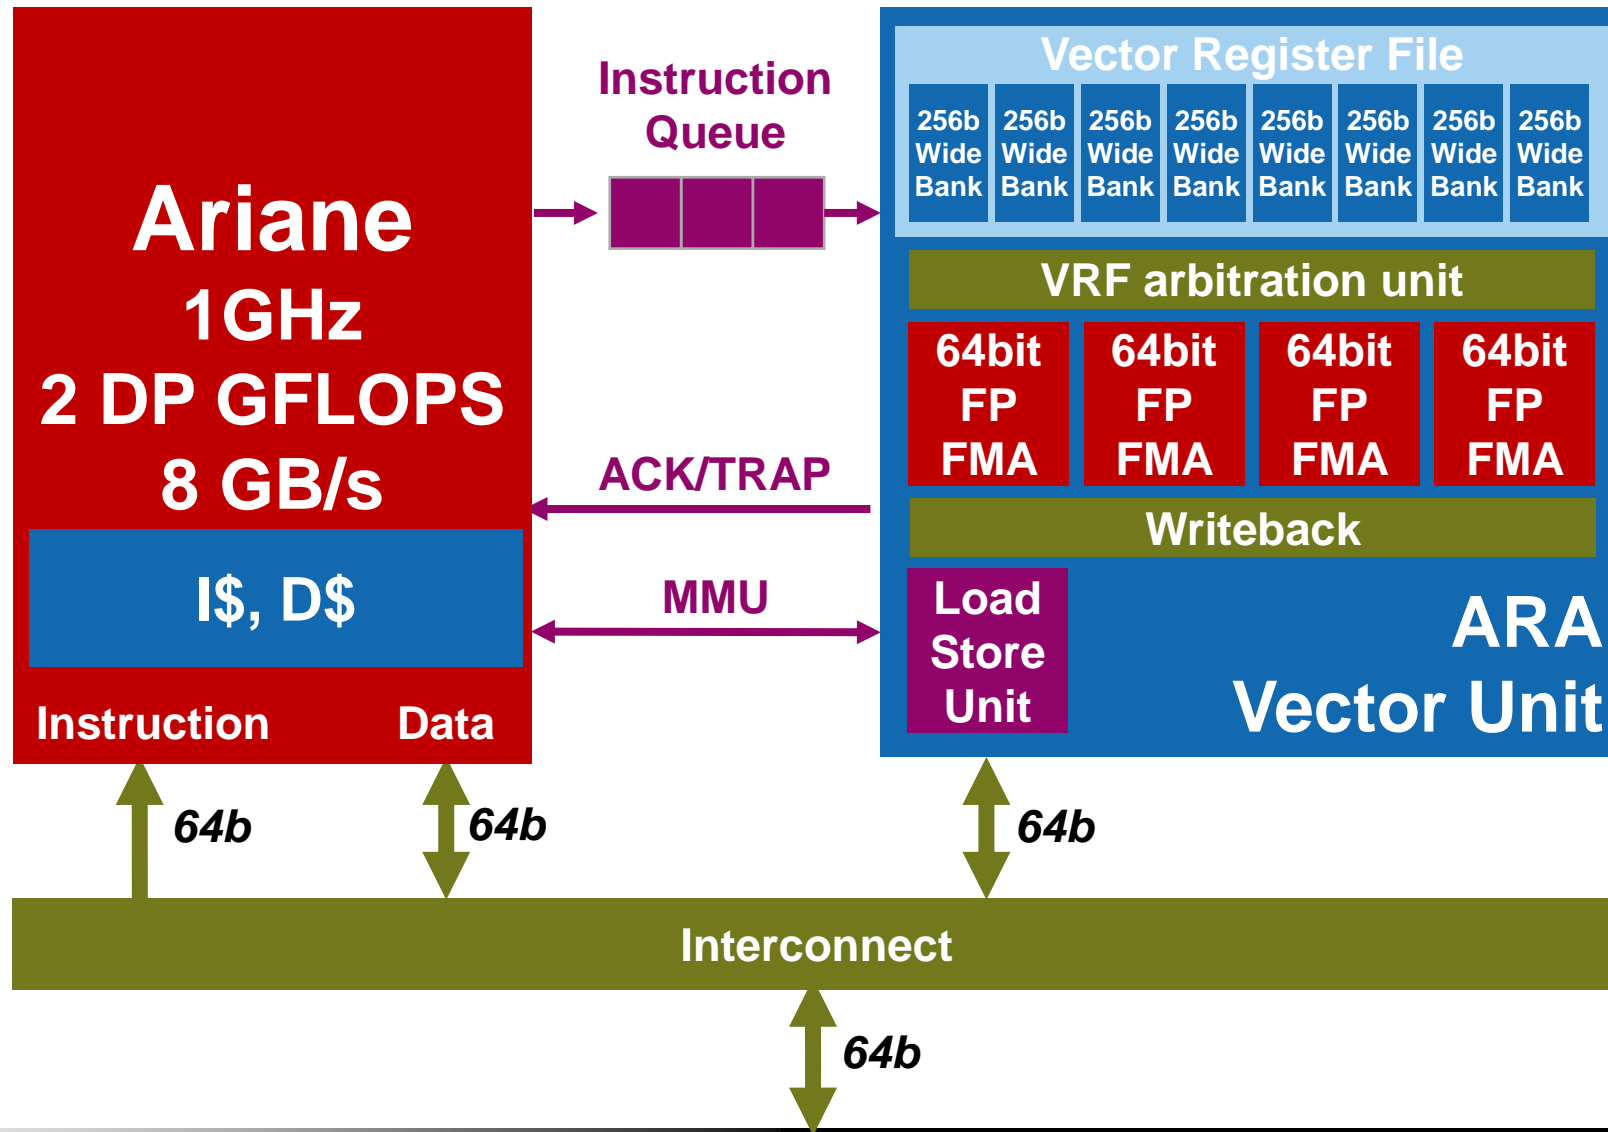 Ariane
1GHz
2 DP GFLOPS
8 GB/s
I$, D$
Instruction
Data
Instruction
Queue
ACK/TRAP
MMU
Vector Register File
256b
Wide
Bank
256b
Wide
Bank
256b
Wide
Bank
256b
Wide
Bank
256b
Wide
Bank
256b
Wide
Bank
256b
Wide
Bank
256b
Wide
Bank
VRF arbitration unit
64bit
FP
FMA
64bit
FP
FMA
64bit
FP
FMA
64bit
FP
FMA
Writeback
Load
Store
Unit
ARA
Vector Unit
64b
64b
64b
Interconnect
64b